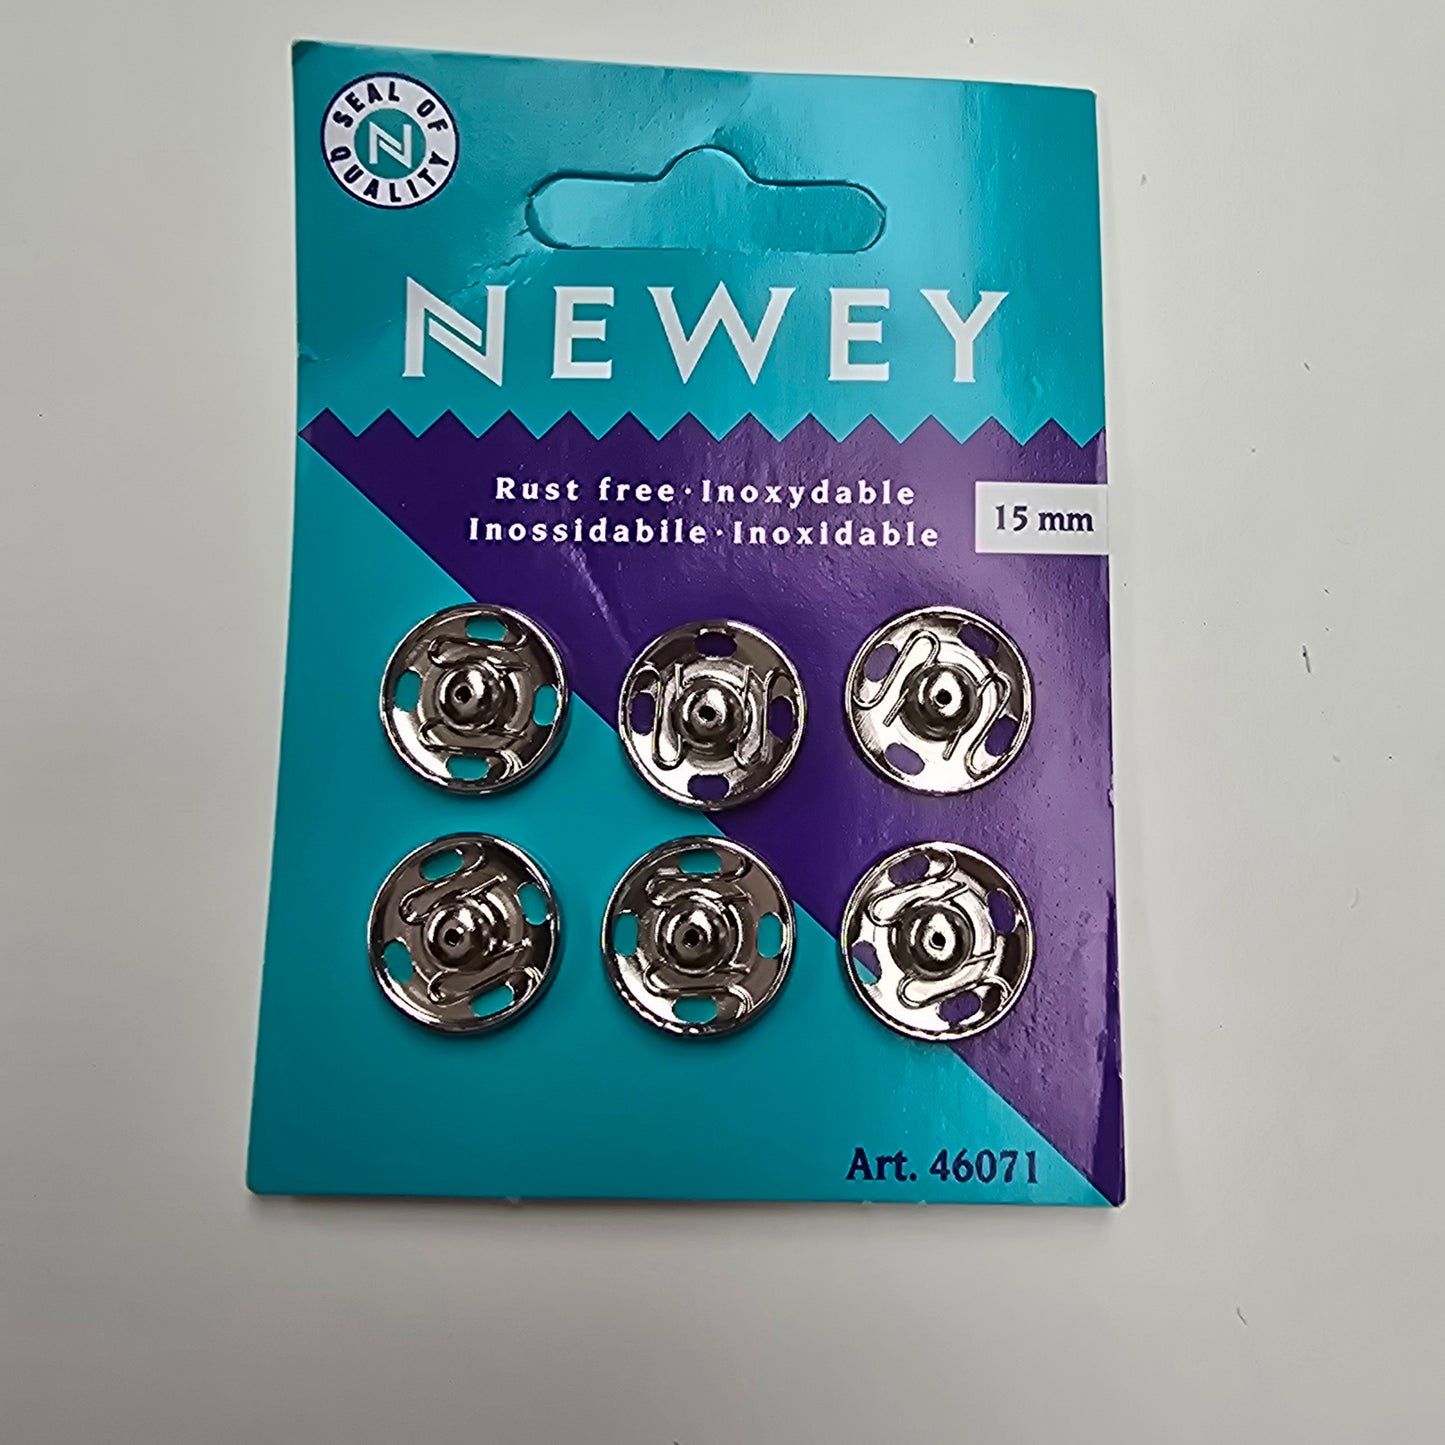 SEAL OF
N
QUALITY
NEWEY
Rust free·Inoxydable
Inossidabile·Inoxidable
15 mm
Art. 46071